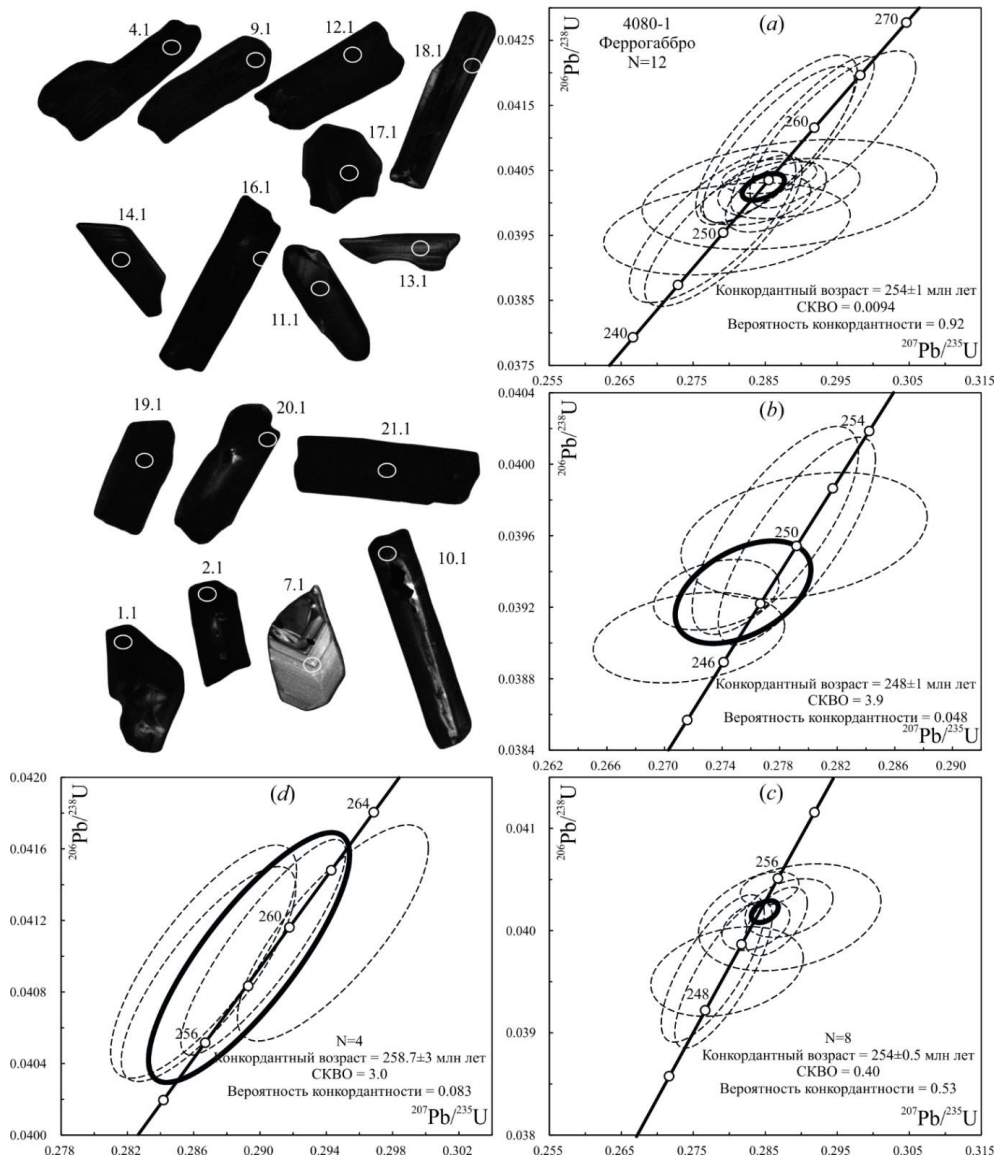 4.1
9.1
12.1
18.1
17.1
16.1
14.1
13.1
11.1
19.1
20.1
21.1
10.1
2.1
7.1
1.1
4080-1
Феррогаббро
N=12
(a)
270
260
250
240
Конкордантный возраст = 254±1 млн лет
СКВО = 0.0094
Вероятность конкордантности = 0.92
²⁰⁶Pb/²³⁸U
²⁰⁷Pb/²³⁵U
0.0425
0.0415
0.0405
0.0395
0.0385
0.0375
0.255
0.265
0.275
0.285
0.295
0.305
0.315
(b)
254
250
246
Конкордантный возраст = 248±1 млн лет
СКВО = 3.9
Вероятность конкордантности = 0.048
²⁰⁶Pb/²³⁸U
²⁰⁷Pb/²³⁵U
0.0404
0.0400
0.0396
0.0392
0.0388
0.0384
0.262
0.266
0.270
0.274
0.278
0.282
0.286
0.290
(d)
264
260
256
N=4
Конкордантный возраст = 258.7±3 млн лет
СКВО = 3.0
Вероятность конкордантности = 0.083
²⁰⁶Pb/²³⁸U
²⁰⁷Pb/²³⁵U
0.0420
0.0416
0.0412
0.0408
0.0404
0.0400
0.278
0.282
0.286
0.290
0.294
0.298
0.302
(c)
256
248
N=8
Конкордантный возраст = 254±0.5 млн лет
СКВО = 0.40
Вероятность конкордантности = 0.53
²⁰⁶Pb/²³⁸U
²⁰⁷Pb/²³⁵U
0.041
0.040
0.039
0.038
0.255
0.265
0.275
0.285
0.295
0.305
0.315